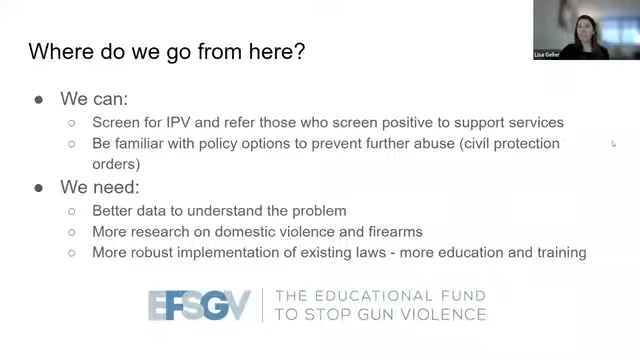 Lisa Geller
Where do we go from here?
● We can:
○ Screen for IPV and refer those who screen positive to support services
○ Be familiar with policy options to prevent further abuse (civil protection
orders)
● We need:
○ Better data to understand the problem
○ More research on domestic violence and firearms
○ More robust implementation of existing laws - more education and training
EFSGV
THE EDUCATIONAL FUND
TO STOP GUN VIOLENCE